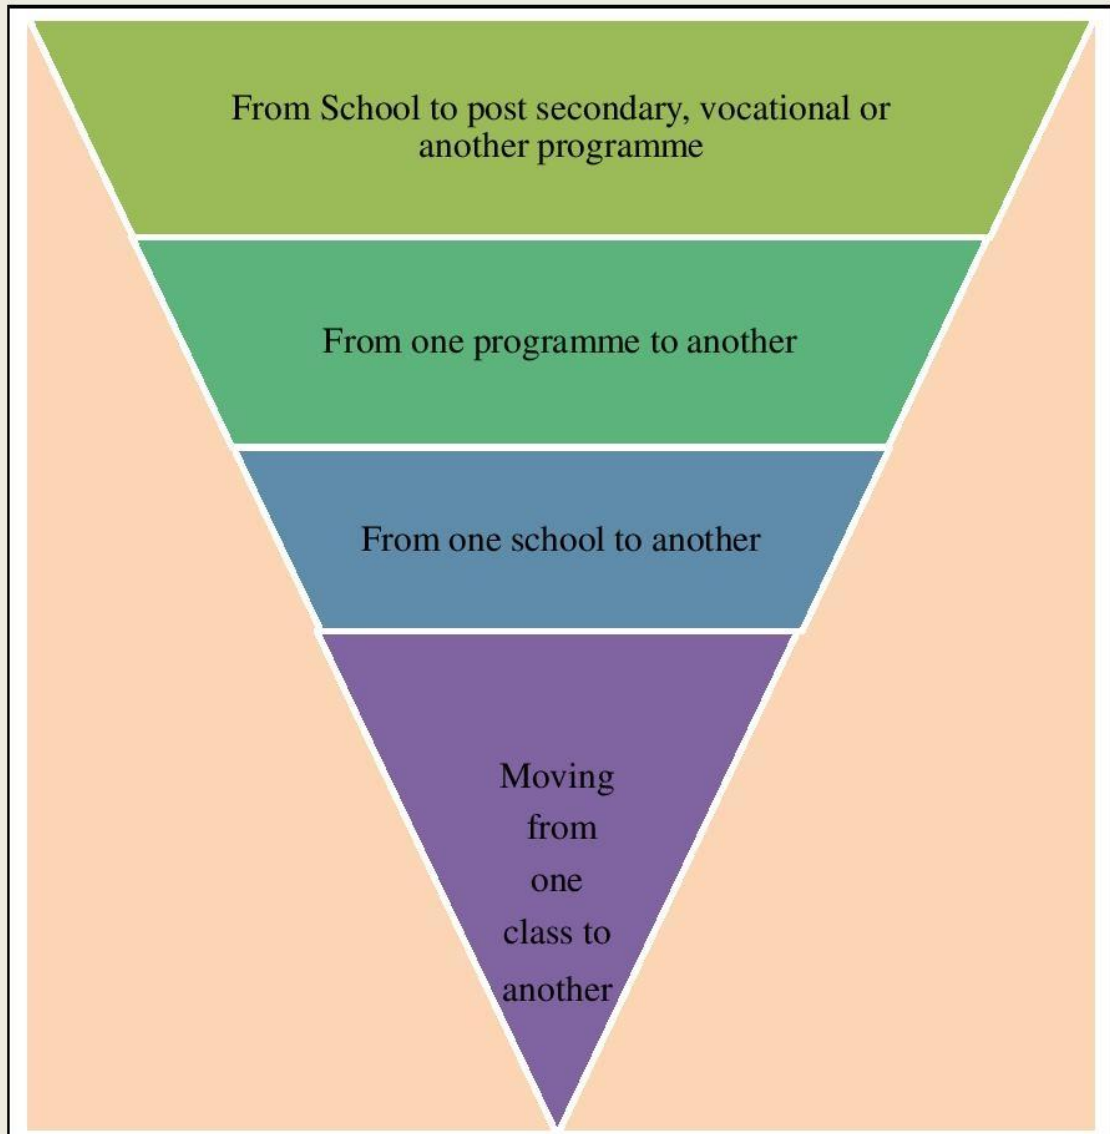 From School to post secondary, vocational or
another programme
From one programme to another
From one school to another
Moving
from
one
class to
another